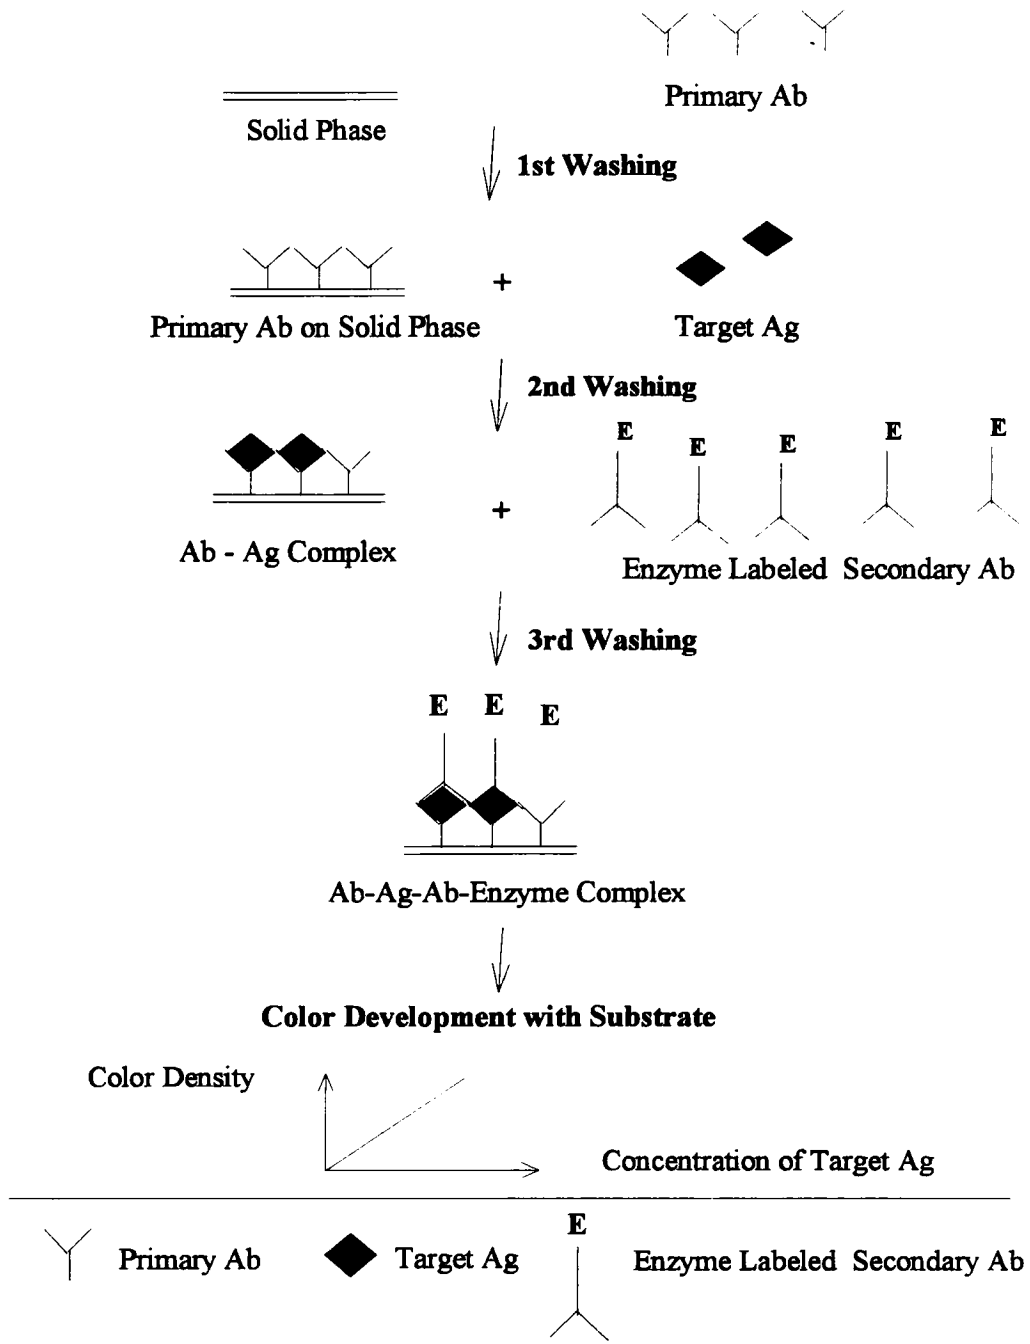 Primary Ab
Solid Phase
1st Washing
+
Primary Ab on Solid Phase
Target Ag
2nd Washing
E E E E E
+
Ab - Ag Complex
Enzyme Labeled Secondary Ab
3rd Washing
E E E
Ab-Ag-Ab-Enzyme Complex
Color Development with Substrate
Color Density
Concentration of Target Ag
E
Primary Ab
Target Ag
Enzyme Labeled Secondary Ab